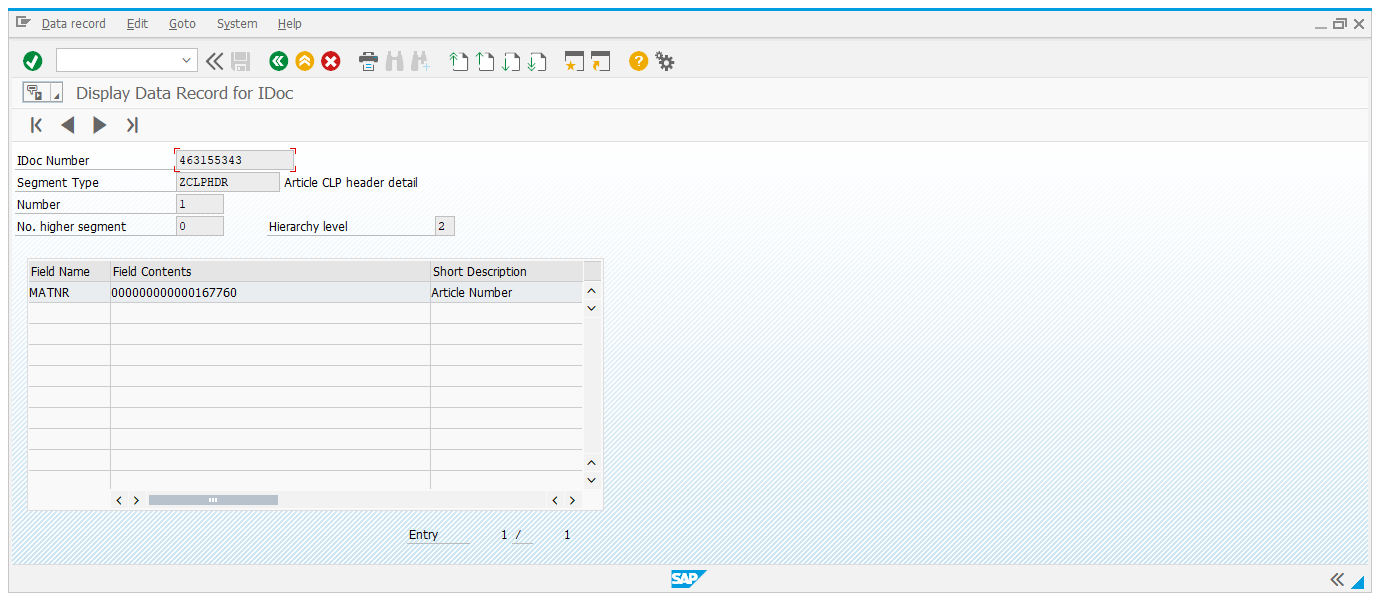 Data record Edit Goto System Help
Display Data Record for IDoc
IDoc Number 463155343
Segment Type ZCLPHDR Article CLP header detail
Number 1
No. higher segment 0 Hierarchy level 2
Field Name Field Contents Short Description
MATNR 000000000000167760 Article Number
Entry 1 / 1
SAP